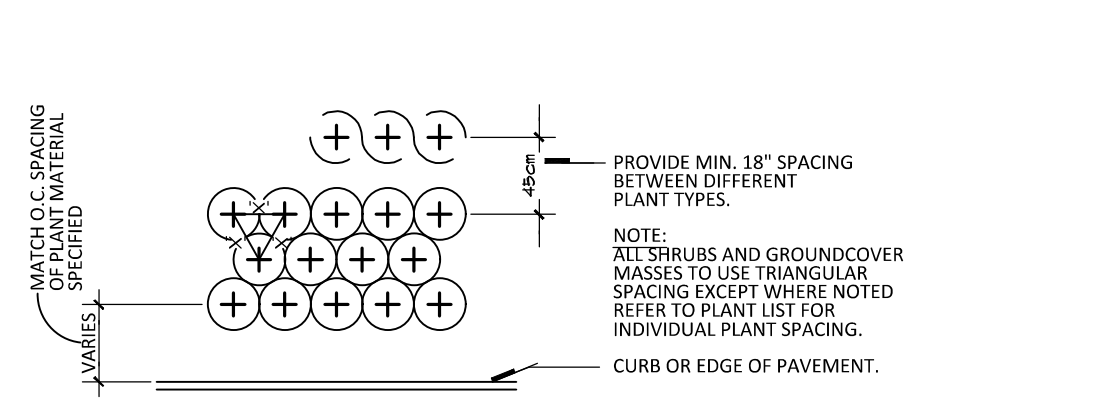 MATCH O.C. SPACING
OF PLANT MATERIAL
SPECIFIED
VARIES
'X'
'X'
'X'
45cm
PROVIDE MIN. 18" SPACING
BETWEEN DIFFERENT
PLANT TYPES.
NOTE:
ALL SHRUBS AND GROUNDCOVER
MASSES TO USE TRIANGULAR
SPACING EXCEPT WHERE NOTED
REFER TO PLANT LIST FOR
INDIVIDUAL PLANT SPACING.
CURB OR EDGE OF PAVEMENT.